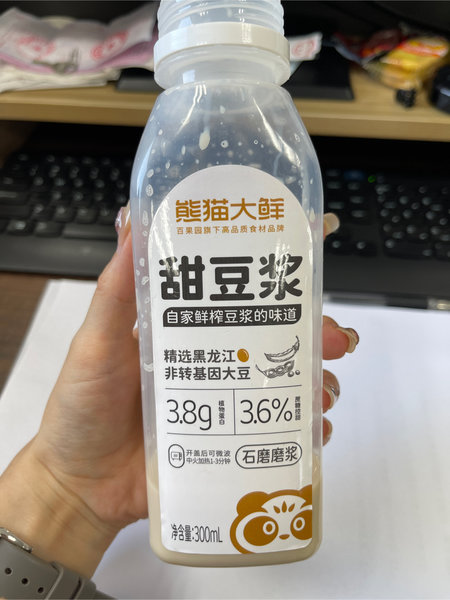 熊猫大鲜
百果园旗下高品质食材品牌
甜豆浆
自家鲜榨豆浆的味道
精选黑龙江
非转基因大豆
3.8g 植物蛋白
3.6% 蔗糖控甜
开盖后可微波
中火加热1-3分钟
石磨磨浆
净含量:300mL